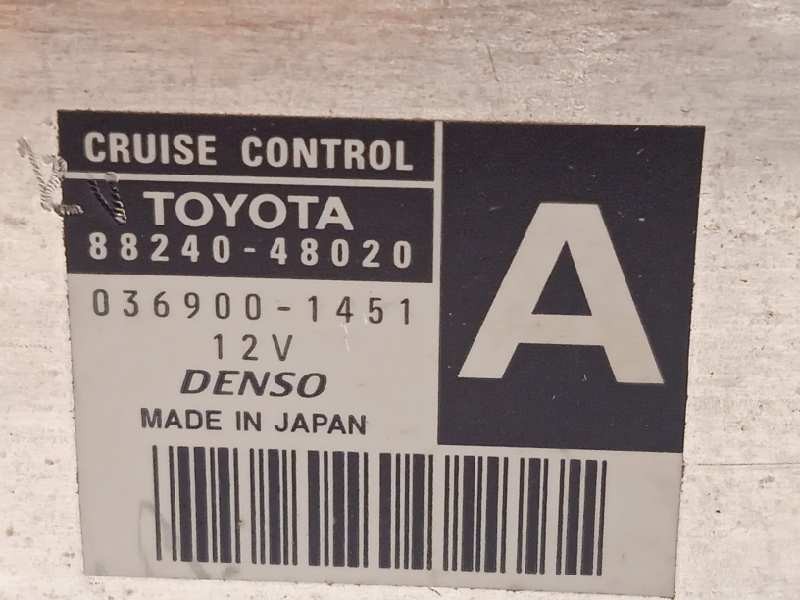 CRUISE CONTROL
TOYOTA
88240-48020
A
036900-1451
12V
DENSO
MADE IN JAPAN